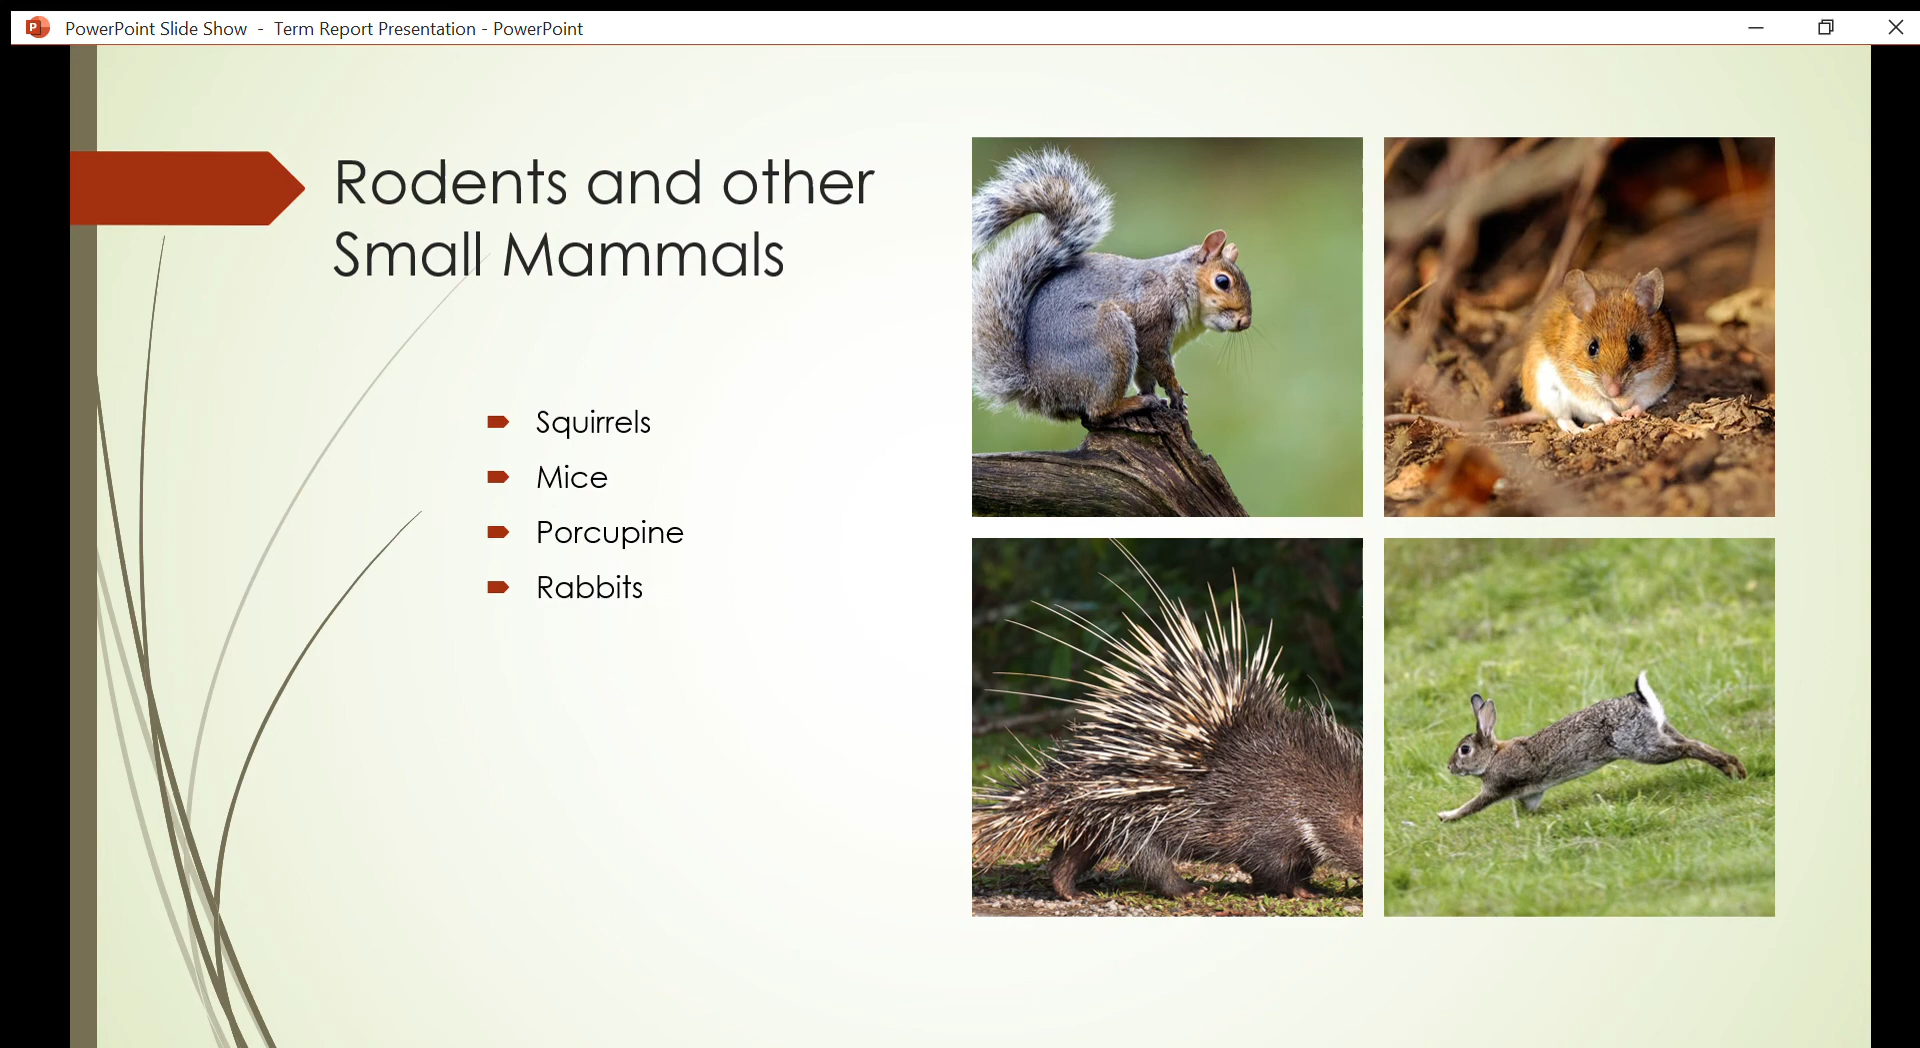 PowerPoint Slide Show - Term Report Presentation - PowerPoint
Rodents and other
Small Mammals
Squirrels
Mice
Porcupine
Rabbits